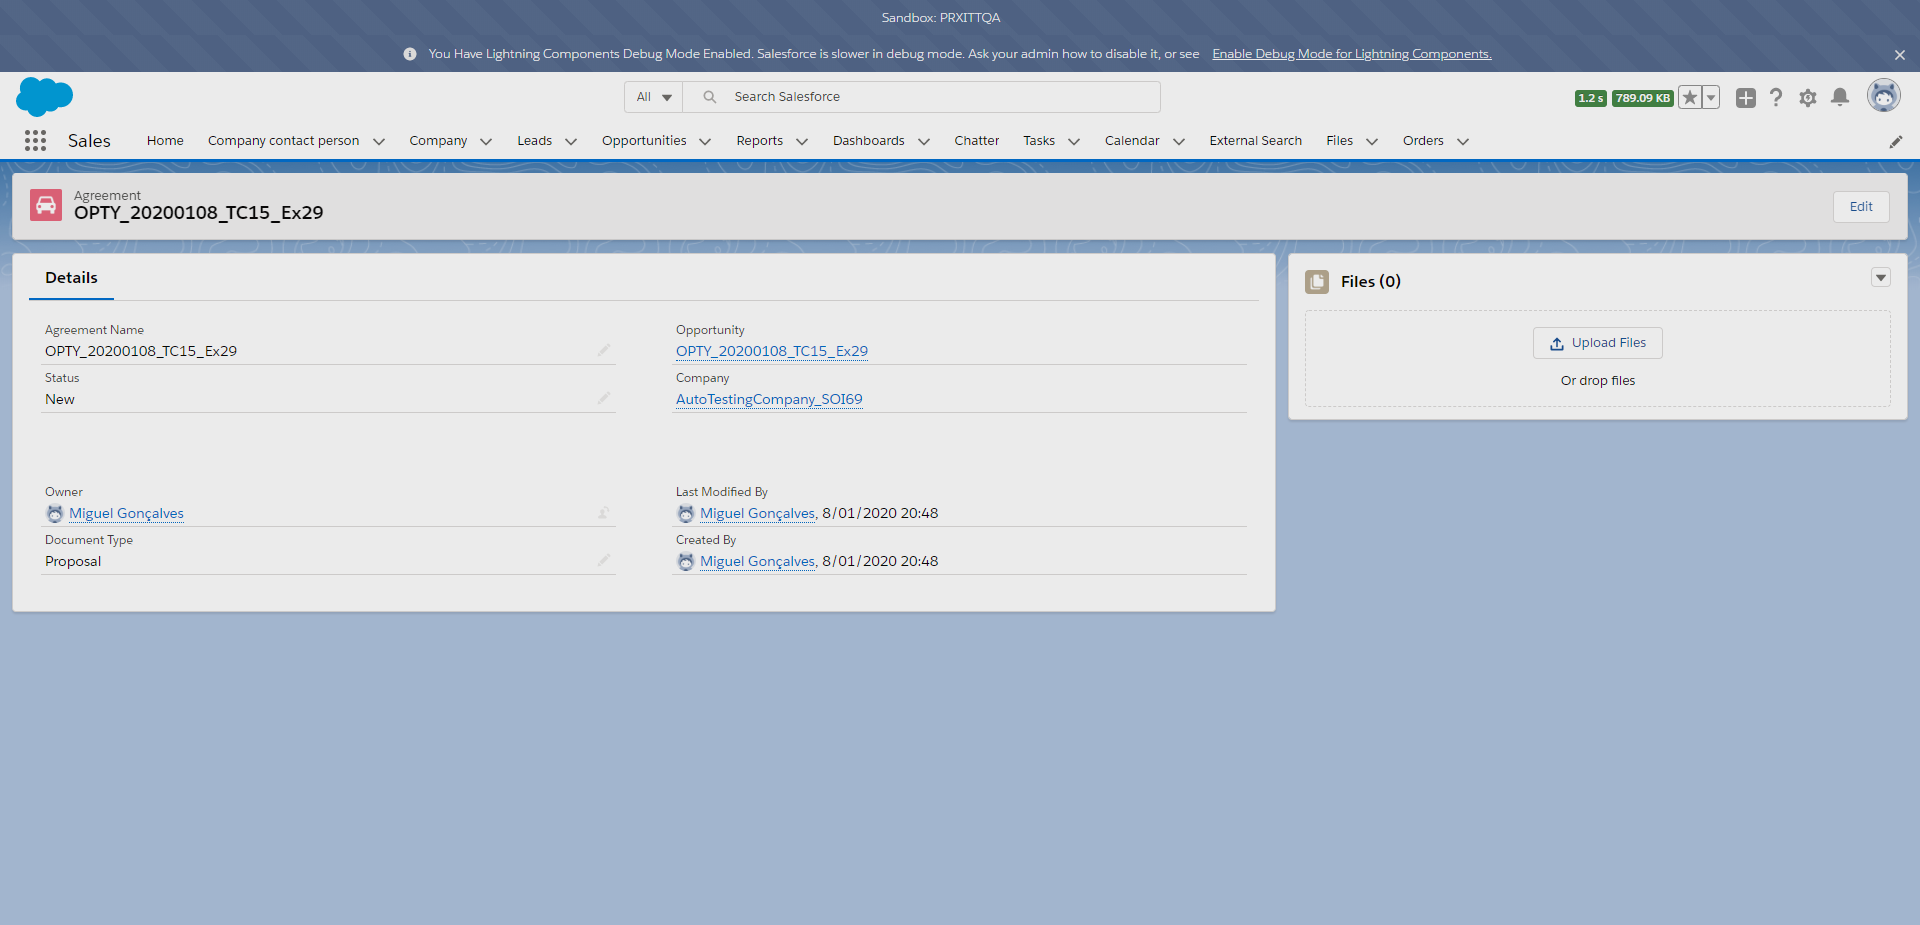 Sandbox: PRXITTQA
You Have Lightning Components Debug Mode Enabled. Salesforce is slower in debug mode. Ask your admin how to disable it, or see Enable Debug Mode for Lightning Components.
All Search Salesforce 1.2 s 789.09 KB
Sales Home Company contact person Company Leads Opportunities Reports Dashboards Chatter Tasks Calendar External Search Files Orders
Agreement
OPTY_20200108_TC15_Ex29
Edit
Details
Agreement Name
OPTY_20200108_TC15_Ex29
Opportunity
OPTY_20200108_TC15_Ex29
Status
New
Company
AutoTestingCompany_SOI69
Owner
Miguel Gonçalves
Last Modified By
Miguel Gonçalves, 8/01/2020 20:48
Document Type
Proposal
Created By
Miguel Gonçalves, 8/01/2020 20:48
Files (0)
Upload Files
Or drop files